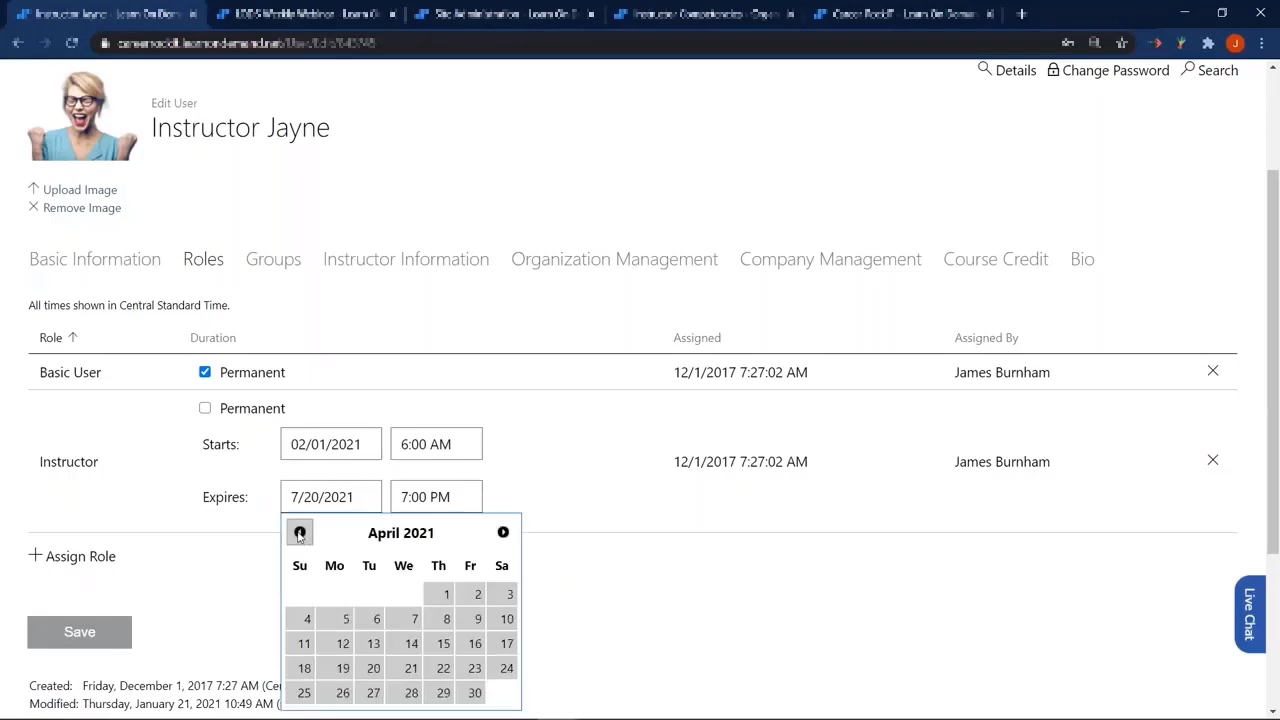 J
Details Change Password Search
Edit User
Instructor Jayne
Upload Image
Remove Image
Basic Information Roles Groups Instructor Information Organization Management Company Management Course Credit Bio
All times shown in Central Standard Time.
Role Duration Assigned Assigned By
Basic User Permanent 12/1/2017 7:27:02 AM James Burnham
Permanent
Starts: 02/01/2021 6:00 AM
Instructor 12/1/2017 7:27:02 AM James Burnham
Expires: 7/20/2021 7:00 PM
April 2021
Su Mo Tu We Th Fr Sa
1 2 3
4 5 6 7 8 9 10
11 12 13 14 15 16 17
18 19 20 21 22 23 24
25 26 27 28 29 30
Assign Role
Save
Live Chat
Created: Friday, December 1, 2017 7:27 AM (Cer
Modified: Thursday, January 21, 2021 10:49 AM (